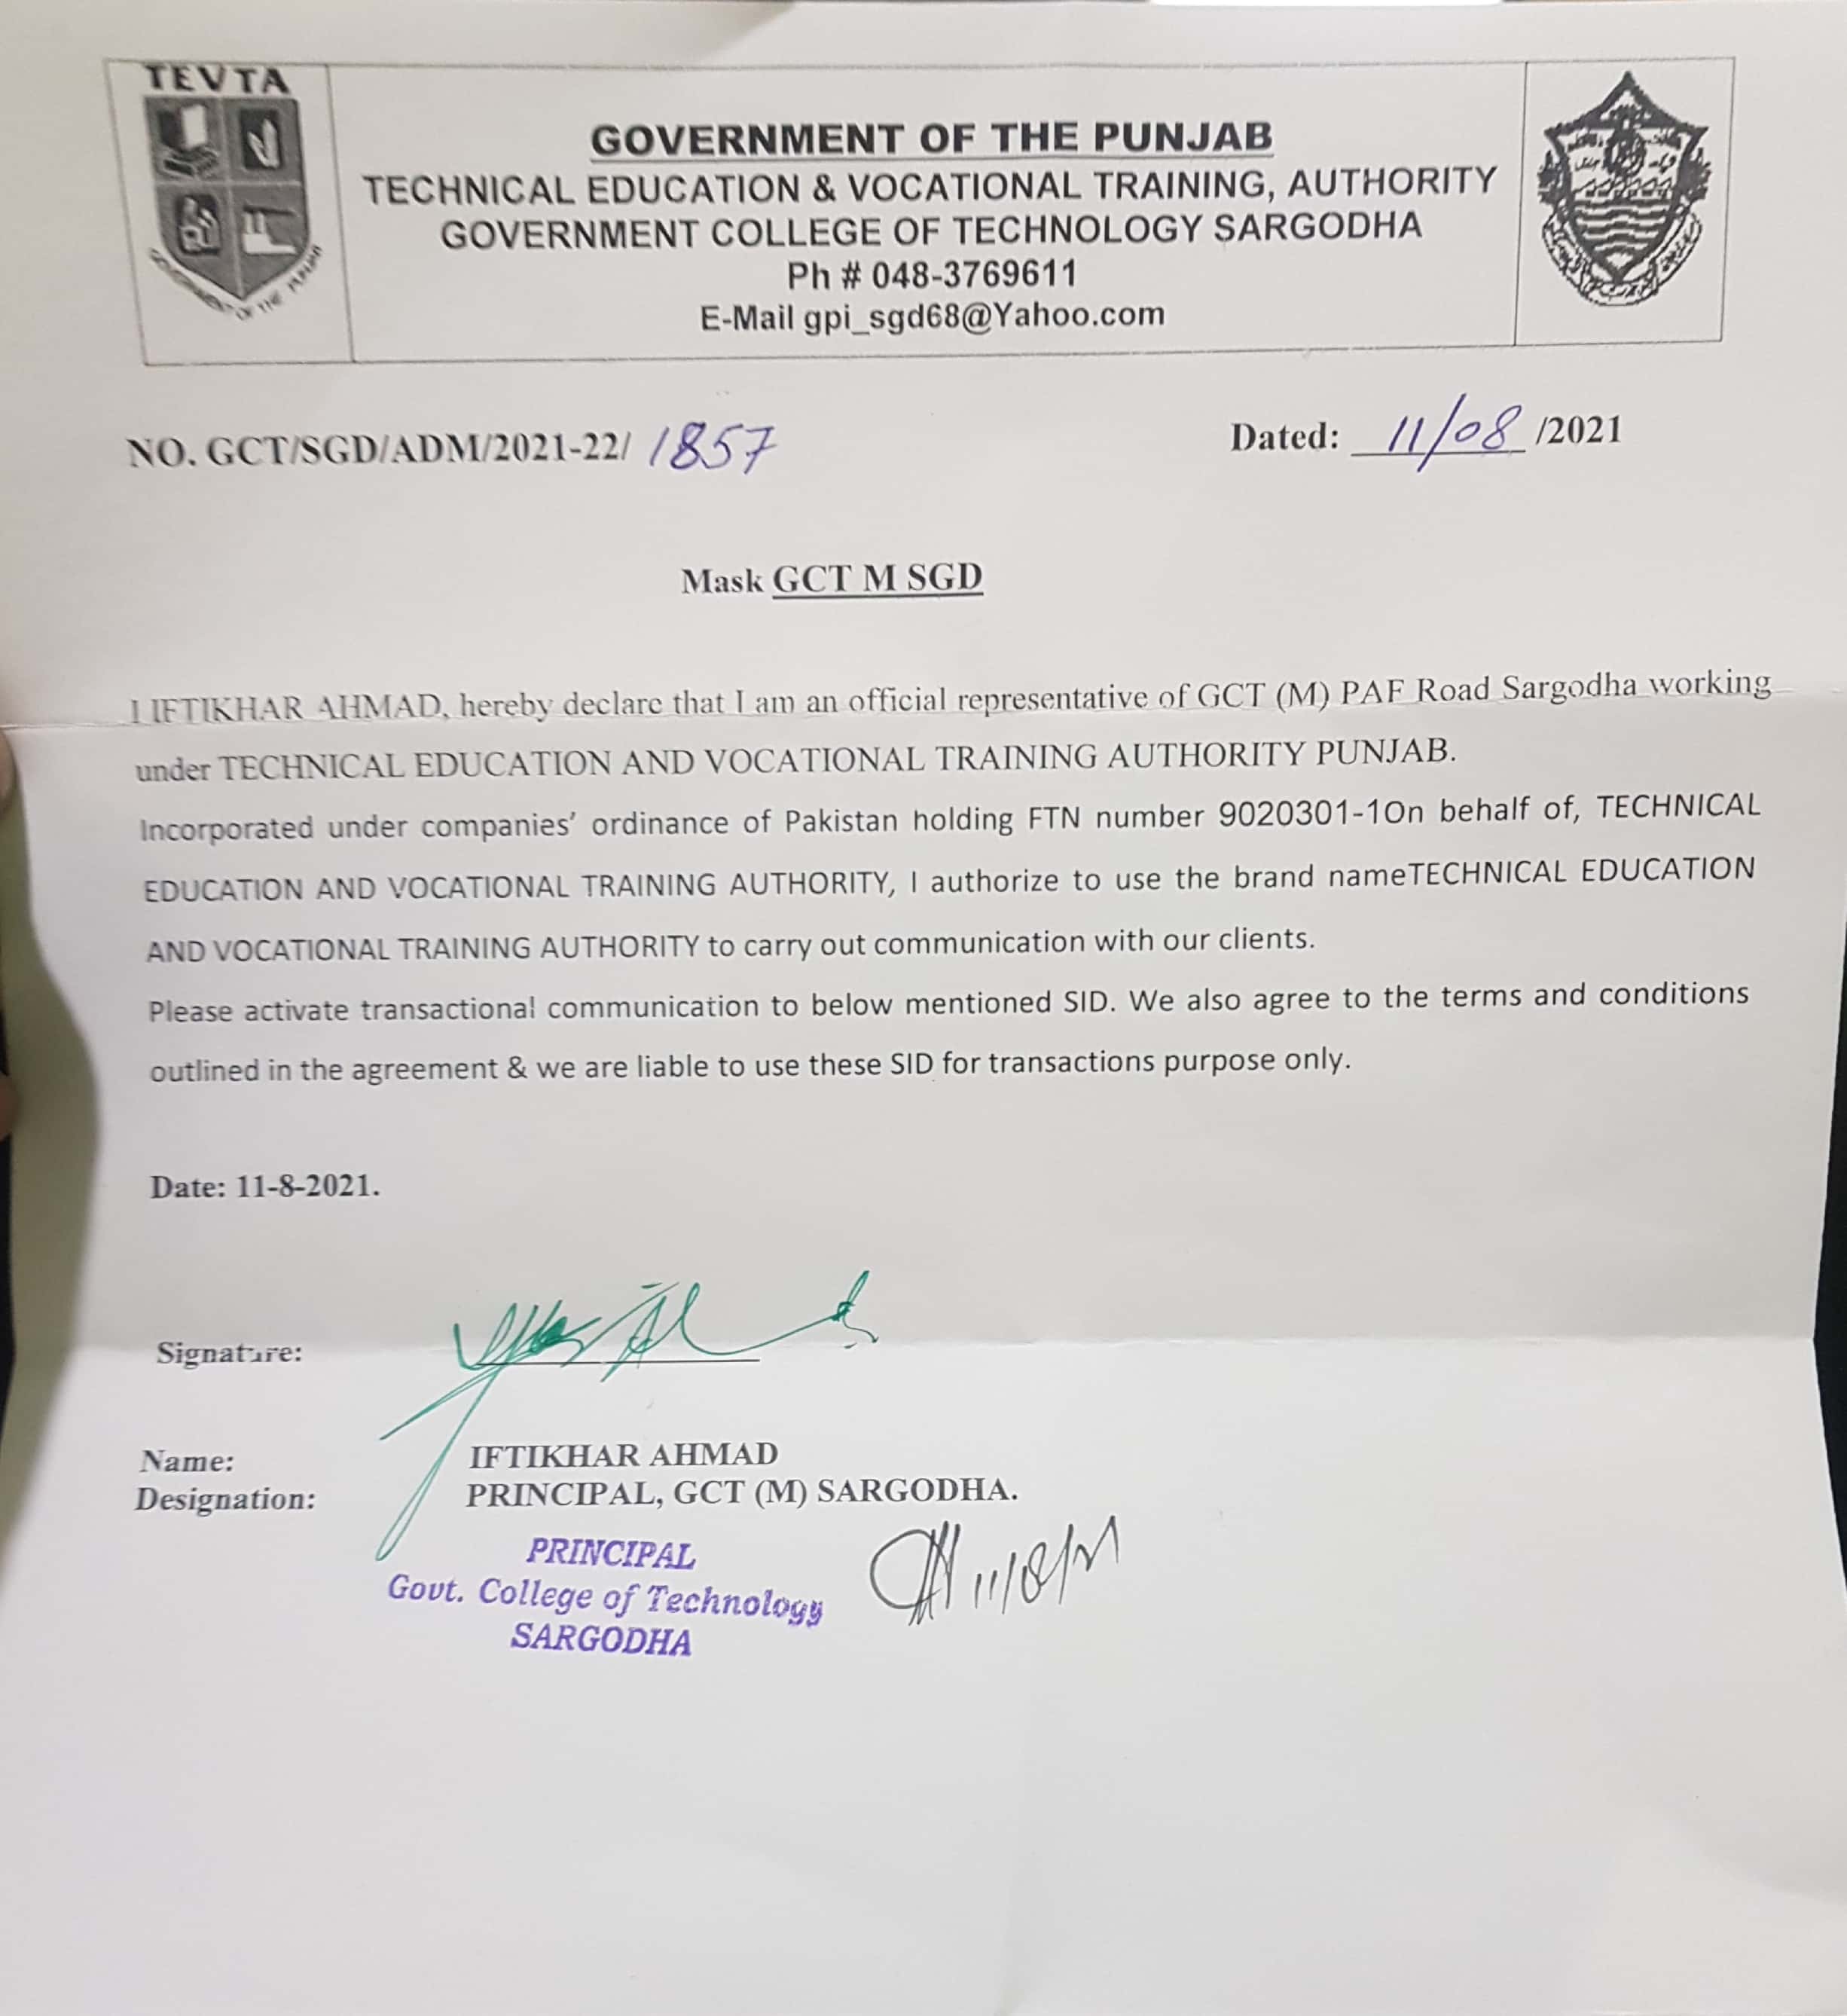 TEVTA
GOVERNMENT OF THE PUNJAB
GOVERNMENT OF THE PUNJAB
TECHNICAL EDUCATION & VOCATIONAL TRAINING, AUTHORITY
GOVERNMENT COLLEGE OF TECHNOLOGY SARGODHA
Ph # 048-3769611
E-Mail gpi_sgd68@Yahoo.com
NO. GCT/SGD/ADM/2021-22/ 1857
Dated: 11/08 /2021
Mask GCT M SGD
I IFTIKHAR AHMAD, hereby declare that I am an official representative of GCT (M) PAF Road Sargodha working
under TECHNICAL EDUCATION AND VOCATIONAL TRAINING AUTHORITY PUNJAB.
Incorporated under companies’ ordinance of Pakistan holding FTN number 9020301-1On behalf of, TECHNICAL
EDUCATION AND VOCATIONAL TRAINING AUTHORITY, I authorize to use the brand nameTECHNICAL EDUCATION
AND VOCATIONAL TRAINING AUTHORITY to carry out communication with our clients.
Please activate transactional communication to below mentioned SID. We also agree to the terms and conditions
outlined in the agreement & we are liable to use these SID for transactions purpose only.
Date: 11-8-2021.
Signature:
Name: IFTIKHAR AHMAD
Designation: PRINCIPAL, GCT (M) SARGODHA.
PRINCIPAL
Govt. College of Technology
SARGODHA
11/8/21